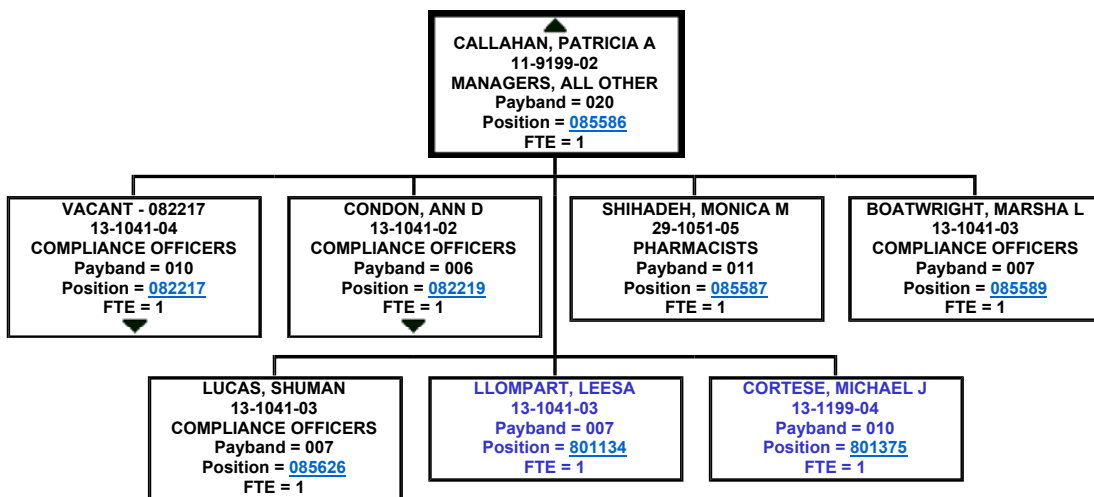 CALLAHAN, PATRICIA A
11-9199-02
MANAGERS, ALL OTHER
Payband = 020
Position = 085586
FTE = 1
VACANT - 082217
13-1041-04
COMPLIANCE OFFICERS
Payband = 010
Position = 082217
FTE = 1
CONDON, ANN D
13-1041-02
COMPLIANCE OFFICERS
Payband = 006
Position = 082219
FTE = 1
SHIHADEH, MONICA M
29-1051-05
PHARMACISTS
Payband = 011
Position = 085587
FTE = 1
BOATWRIGHT, MARSHA L
13-1041-03
COMPLIANCE OFFICERS
Payband = 007
Position = 085589
FTE = 1
LUCAS, SHUMAN
13-1041-03
COMPLIANCE OFFICERS
Payband = 007
Position = 085626
FTE = 1
LLOMPART, LEESA
13-1041-03
Payband = 007
Position = 801134
FTE = 1
CORTESE, MICHAEL J
13-1199-04
Payband = 010
Position = 801375
FTE = 1